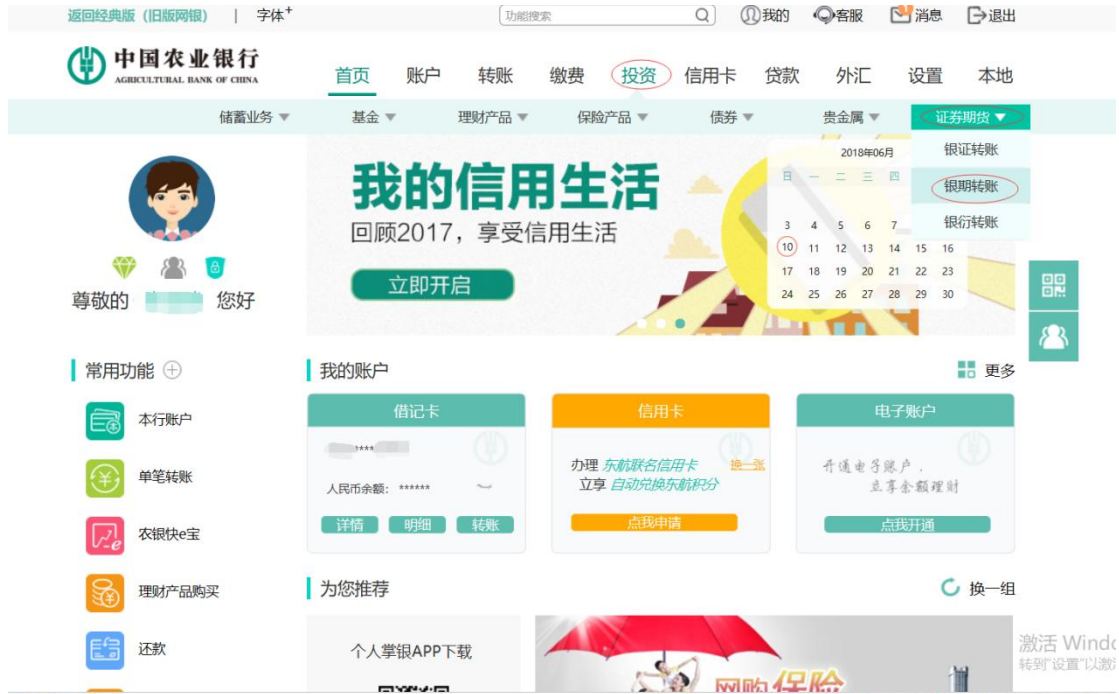 返回经典版（旧版网银） | 字体+ 功能搜索 我的 客服 消息 退出
中国农业银行
AGRICULTURAL BANK OF CHINA
首页 账户 转账 缴费 投资 信用卡 贷款 外汇 设置 本地
储蓄业务 基金 理财产品 保险产品 债券 贵金属 证券期货
银证转账
银期转账
银衍转账
我的信用生活
回顾2017，享受信用生活
立即开启
2018年06月
日 一 二 三 四
3 4 5 6 7
10 11 12 13 14 15 16
17 18 19 20 21 22 23
24 25 26 27 28 29 30
尊敬的 您好
常用功能
本行账户
单笔转账
农银快e宝
理财产品购买
还款
我的账户 更多
借记卡
****
人民币余额： ******
详情 明细 转账
信用卡
办理 东航联名信用卡 换一张
立享 自动兑换东航积分
点我申请
电子账户
开通电子账户，
立享余额理财
点我开通
为您推荐 换一组
个人掌银APP下载
网购保险
激活 Windo
转到"设置"以激